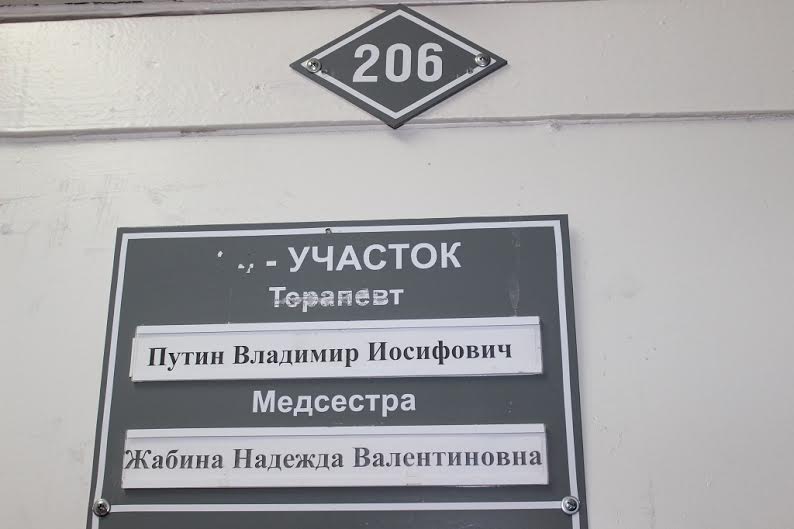 206
- УЧАСТОК
Терапевт
Путин Владимир Иосифович
Медсестра
Жабина Надежда Валентиновна